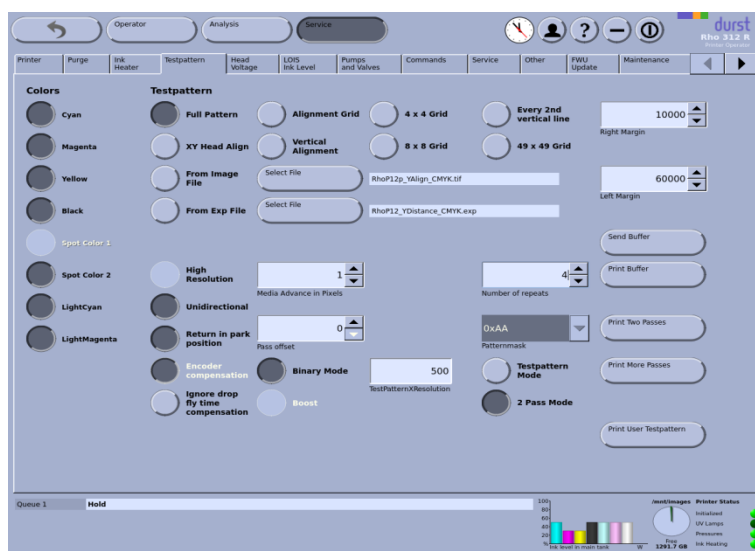 Operator
Analysis
Service
durst
Rho 312 R
Printer Operator
Printer
Purge
Ink
Heater
Testpattern
Head
Voltage
LOIS
Ink Level
Pumps
and Valves
Commands
Service
Other
FWU
Update
Maintenance
Colors
Testpattern
Cyan
Full Pattern
Alignment Grid
4 x 4 Grid
Every 2nd
vertical line
10000
Right Margin
Magenta
XY Head Align
Vertical
Alignment
8 x 8 Grid
49 x 49 Grid
Yellow
From Image
File
Select File
RhoP12p_YAlign_CMYK.tif
60000
Left Margin
Black
From Exp File
Select File
RhoP12_YDistance_CMYK.exp
Spot Color 1
Send Buffer
Spot Color 2
High
Resolution
1
Media Advance in Pixels
4
Number of repeats
Print Buffer
LightCyan
Unidirectional
LightMagenta
Return in park
position
0
Pass offset
0xAA
Patternmask
Print Two Passes
Encoder
compensation
Binary Mode
500
TestPatternXResolution
Testpattern
Mode
Print More Passes
Ignore drop
fly time
compensation
Boost
2 Pass Mode
Print User Testpattern
Queue 1
Hold
100
80
60
40
20
%
Ink level in main tank
W
/mnt/images
Free
1291.7 GB
Printer Status
Initialized
UV Lamps
Pressures
Ink Heating